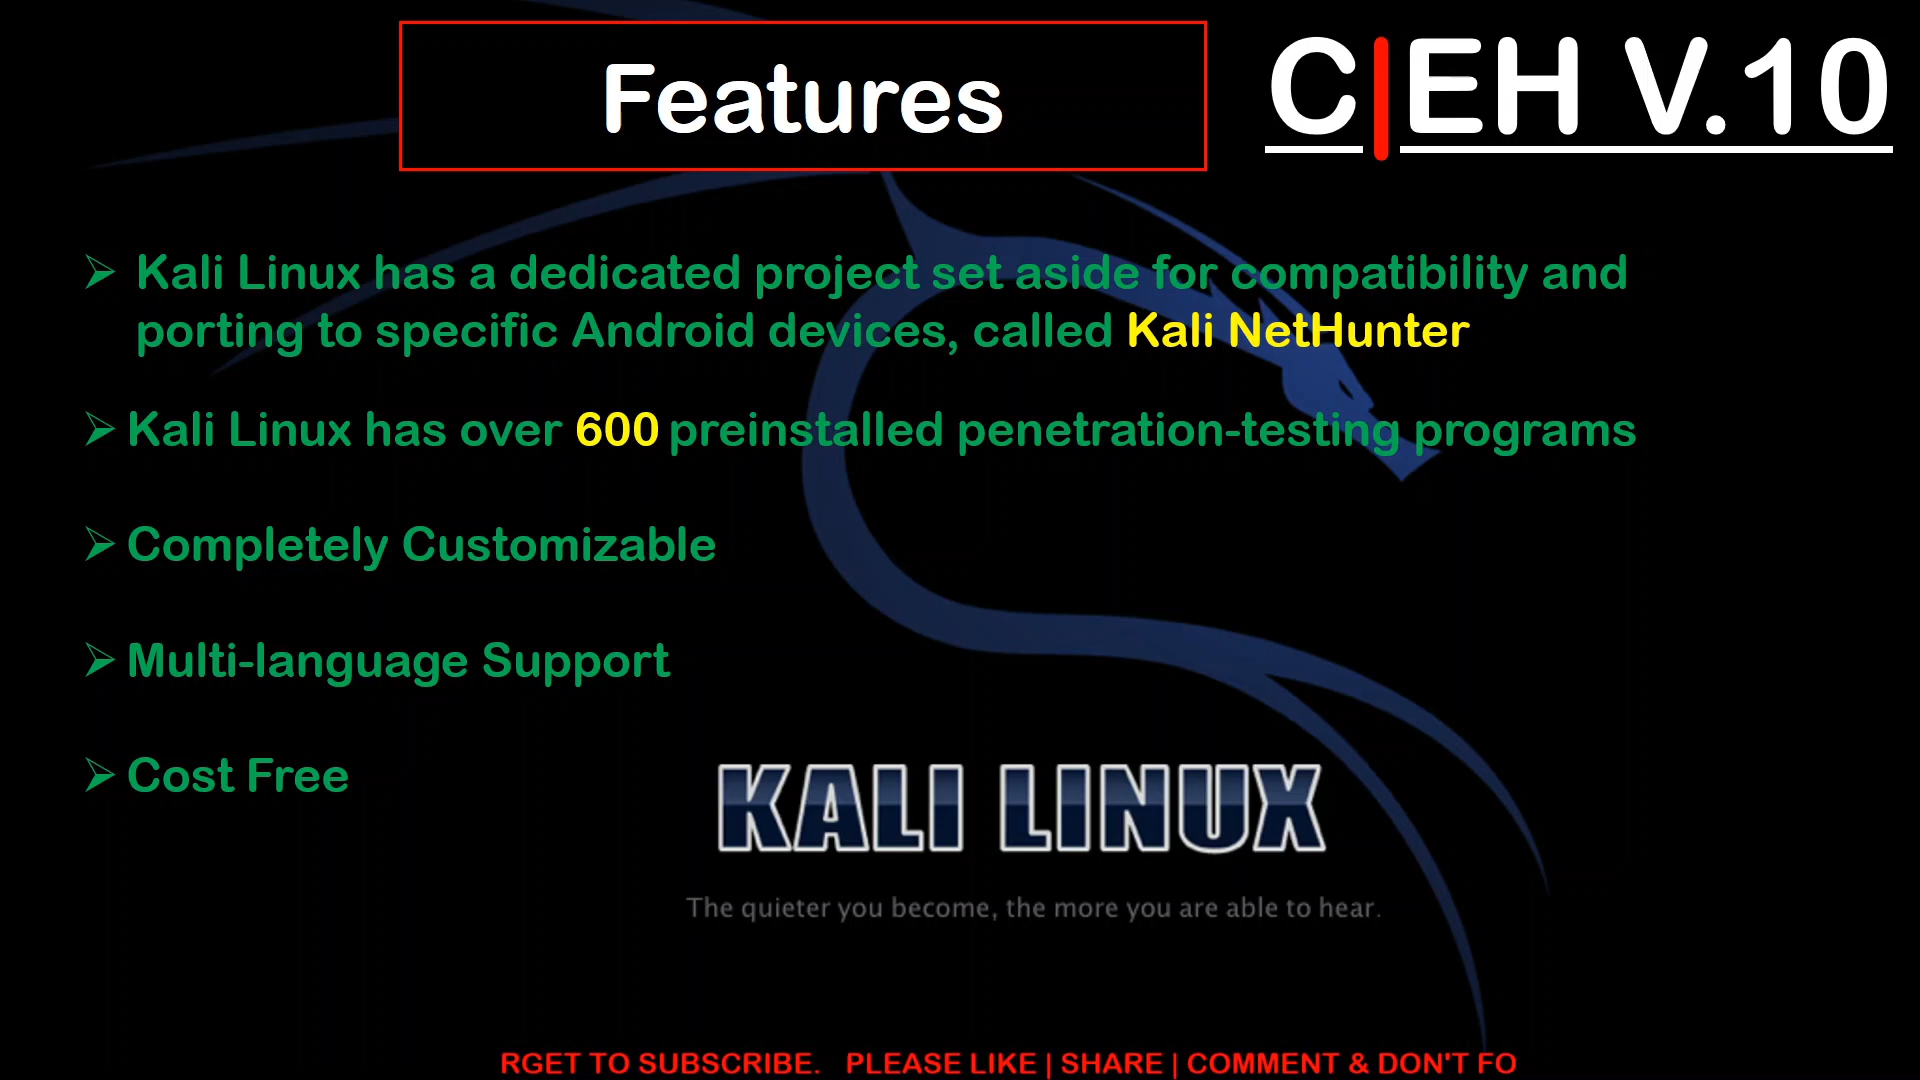 Features
C|EH V.10
➢ Kali Linux has a dedicated project set aside for compatibility and
porting to specific Android devices, called Kali NetHunter
➢ Kali Linux has over 600 preinstalled penetration-testing programs
➢ Completely Customizable
➢ Multi-language Support
➢ Cost Free
KALI LINUX
The quieter you become, the more you are able to hear.
RGET TO SUBSCRIBE. PLEASE LIKE | SHARE | COMMENT & DON'T FO